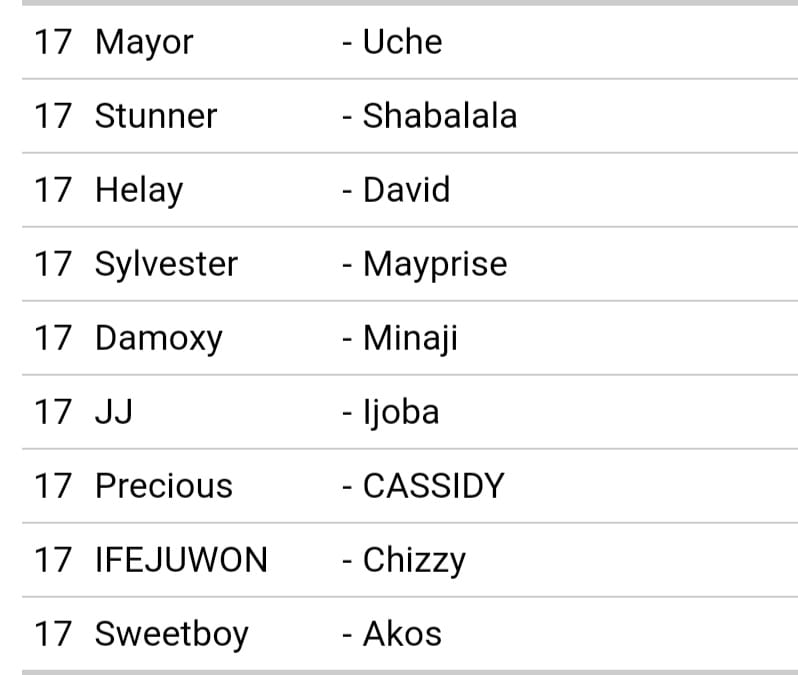 17 Mayor - Uche
17 Stunner - Shabalala
17 Helay - David
17 Sylvester - Mayprise
17 Damoxy - Minaji
17 JJ - Ijoba
17 Precious - CASSIDY
17 IFEJUWON - Chizzy
17 Sweetboy - Akos